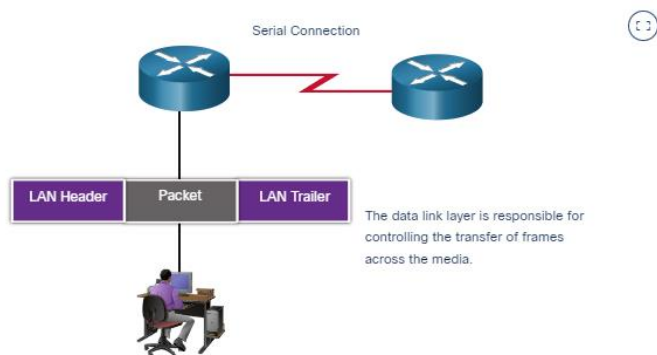 Serial Connection
LAN Header
Packet
LAN Trailer
The data link layer is responsible for
controlling the transfer of frames
across the media.